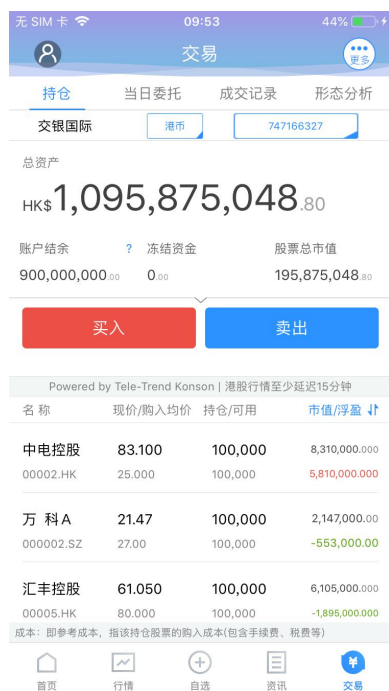 无 SIM 卡 09:53 44%
交易 更多
持仓 当日委托 成交记录 形态分析
交银国际 港币 747166327
总资产
HK$1,095,875,048.80
账户结余 ? 冻结资金 股票总市值
900,000,000.00 0.00 195,875,048.80
买入 卖出
Powered by Tele-Trend Konson | 港股行情至少延迟15分钟
名 称 现价/购入均价 持仓/可用 市值/浮盈
中电控股 83.100 100,000 8,310,000.000
00002.HK 25.000 100,000 5,810,000.000
万 科A 21.47 100,000 2,147,000.00
000002.SZ 27.00 100,000 -553,000.00
汇丰控股 61.050 100,000 6,105,000.000
00005.HK 80.000 100,000 -1,895,000.000
成本：即参考成本，指该持仓股票的购入成本(包含手续费、税费等)
首页 行情 自选 资讯 交易